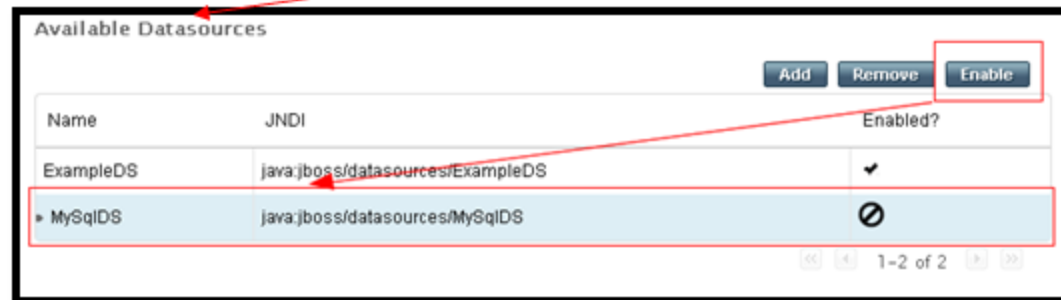 Available Datasources
Add Remove Enable
Name JNDI Enabled?
ExampleDS java:jboss/datasources/ExampleDS
MySqlDS java:jboss/datasources/MySqlDS
1-2 of 2